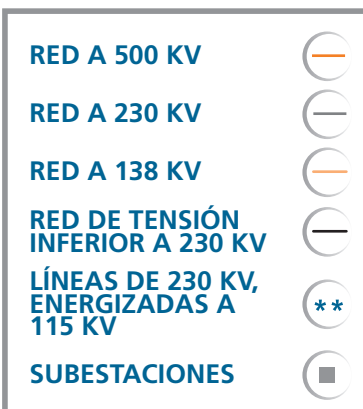 RED A 500 KV
RED A 230 KV
RED A 138 KV
RED DE TENSIÓN
INFERIOR A 230 KV
LÍNEAS DE 230 KV,
ENERGIZADAS A
115 KV
**
SUBESTACIONES